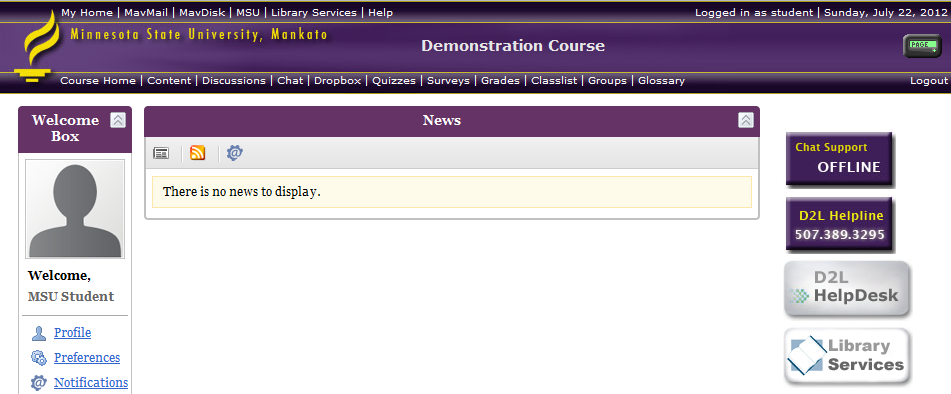 My Home | MavMail | MavDisk | MSU | Library Services | Help
Logged in as student | Sunday, July 22, 2012
Minnesota State University, Mankato
Demonstration Course
PAGE
Course Home | Content | Discussions | Chat | Dropbox | Quizzes | Surveys | Grades | Classlist | Groups | Glossary
Logout
Welcome
Box
Welcome,
MSU Student
Profile
Preferences
Notifications
News
There is no news to display.
Chat Support
OFFLINE
D2L Helpline
507.389.3295
D2L
HelpDesk
Library
Services